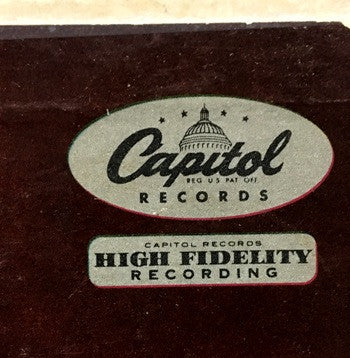 Capitol
REG. U.S. PAT. OFF.
RECORDS
CAPITOL RECORDS
HIGH FIDELITY
RECORDING